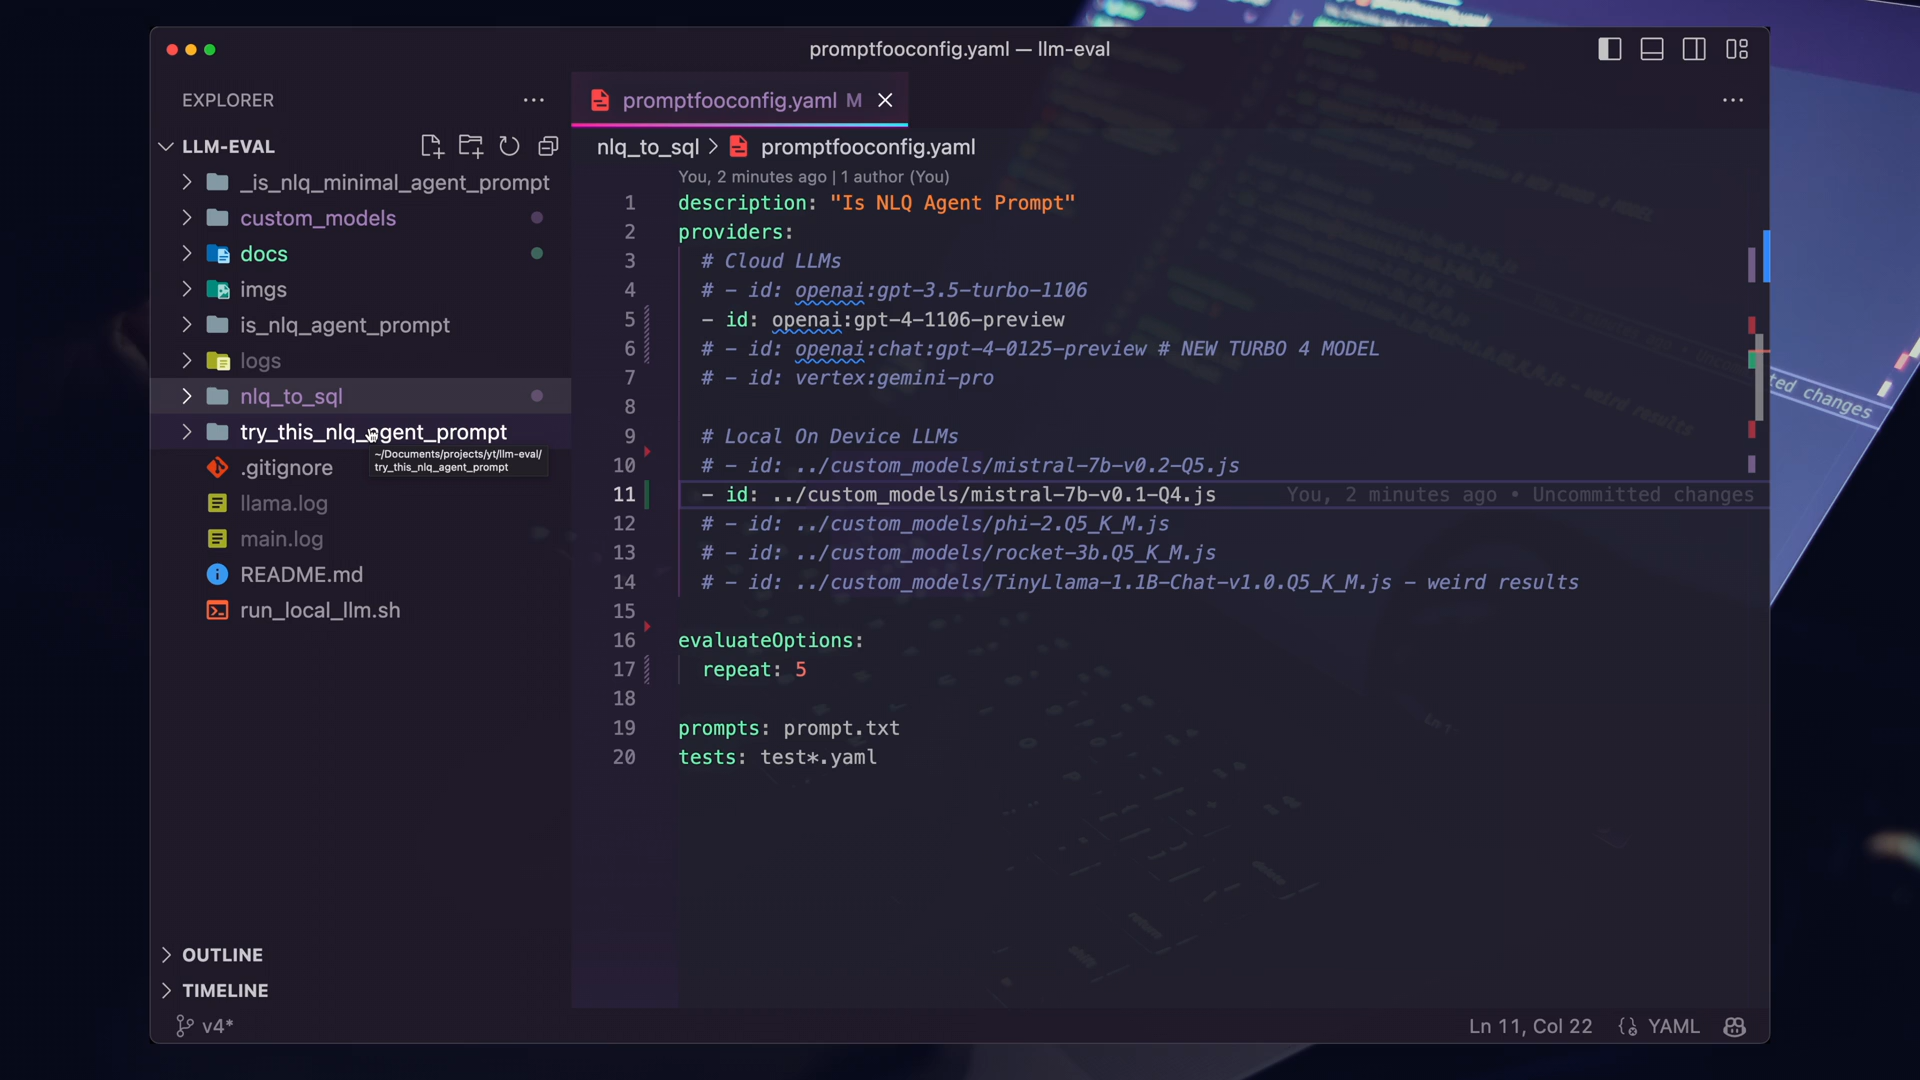 promptfooconfig.yaml — llm-eval
EXPLORER
LLM-EVAL
_is_nlq_minimal_agent_prompt
custom_models
docs
imgs
is_nlq_agent_prompt
logs
nlq_to_sql
try_this_nlq_agent_prompt
~/Documents/projects/yt/llm-eval/
try_this_nlq_agent_prompt
.gitignore
llama.log
main.log
README.md
run_local_llm.sh
OUTLINE
TIMELINE
v4*
promptfooconfig.yaml M
nlq_to_sql > promptfooconfig.yaml
You, 2 minutes ago | 1 author (You)
1 description: "Is NLQ Agent Prompt"
2 providers:
3 # Cloud LLMs
4 # - id: openai:gpt-3.5-turbo-1106
5 - id: openai:gpt-4-1106-preview
6 # - id: openai:chat:gpt-4-0125-preview # NEW TURBO 4 MODEL
7 # - id: vertex:gemini-pro
8
9 # Local On Device LLMs
10 # - id: ../custom_models/mistral-7b-v0.2-Q5.js
11 - id: ../custom_models/mistral-7b-v0.1-Q4.js You, 2 minutes ago • Uncommitted changes
12 # - id: ../custom_models/phi-2.Q5_K_M.js
13 # - id: ../custom_models/rocket-3b.Q5_K_M.js
14 # - id: ../custom_models/TinyLlama-1.1B-Chat-v1.0.Q5_K_M.js - weird results
15
16 evaluateOptions:
17 repeat: 5
18
19 prompts: prompt.txt
20 tests: test*.yaml
Ln 11, Col 22
YAML
changes